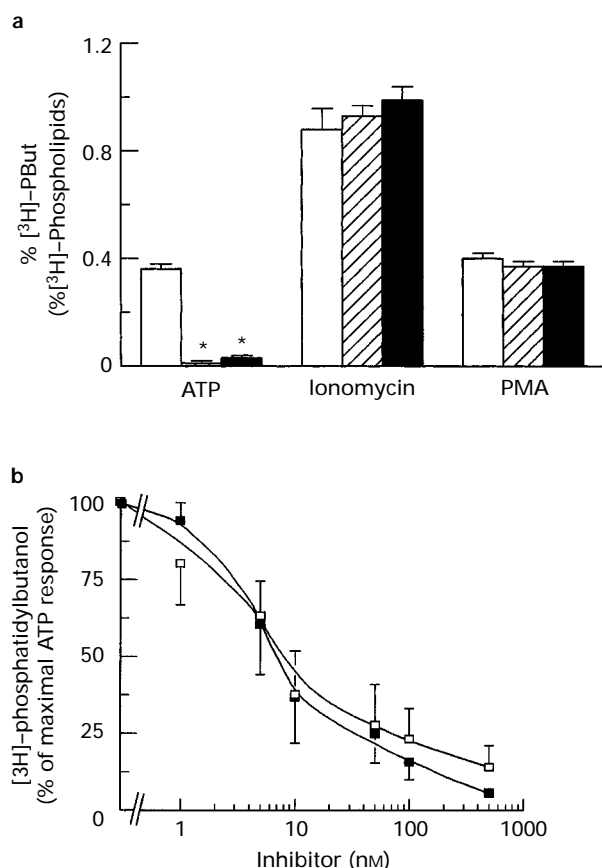 a
1.2
0.8
0.4
0
% [³H]–PBut
(%[³H]–Phospholipids)
* *
ATP Ionomycin PMA
b
100
75
50
25
0
[3H]–phosphatidylbutanol
(% of maximal ATP response)
1 10 100 1000
Inhibitor (nM)